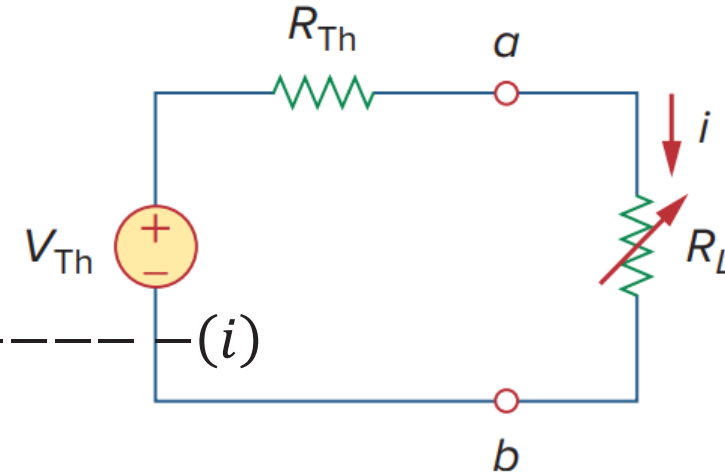 R_Th
a
i
+
V_Th
−
R_L
— — — — — —(i)
b